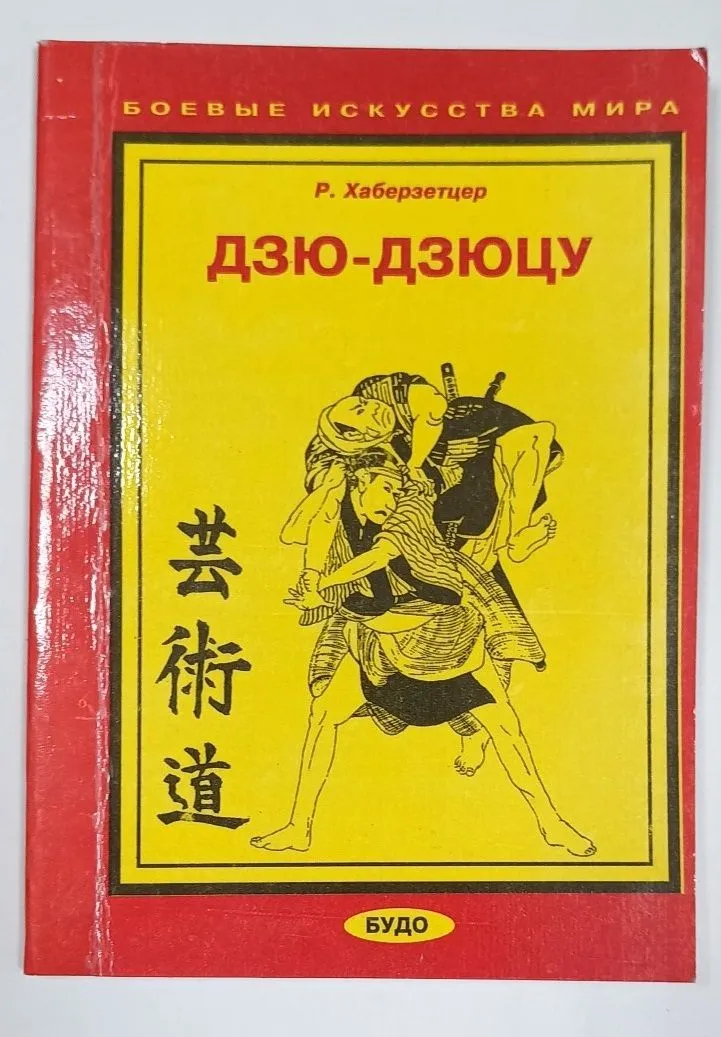 БОЕВЫЕ ИСКУССТВА МИРА
Р. Хаберзетцер
ДЗЮ-ДЗЮЦУ
芸
術
道
БУДО